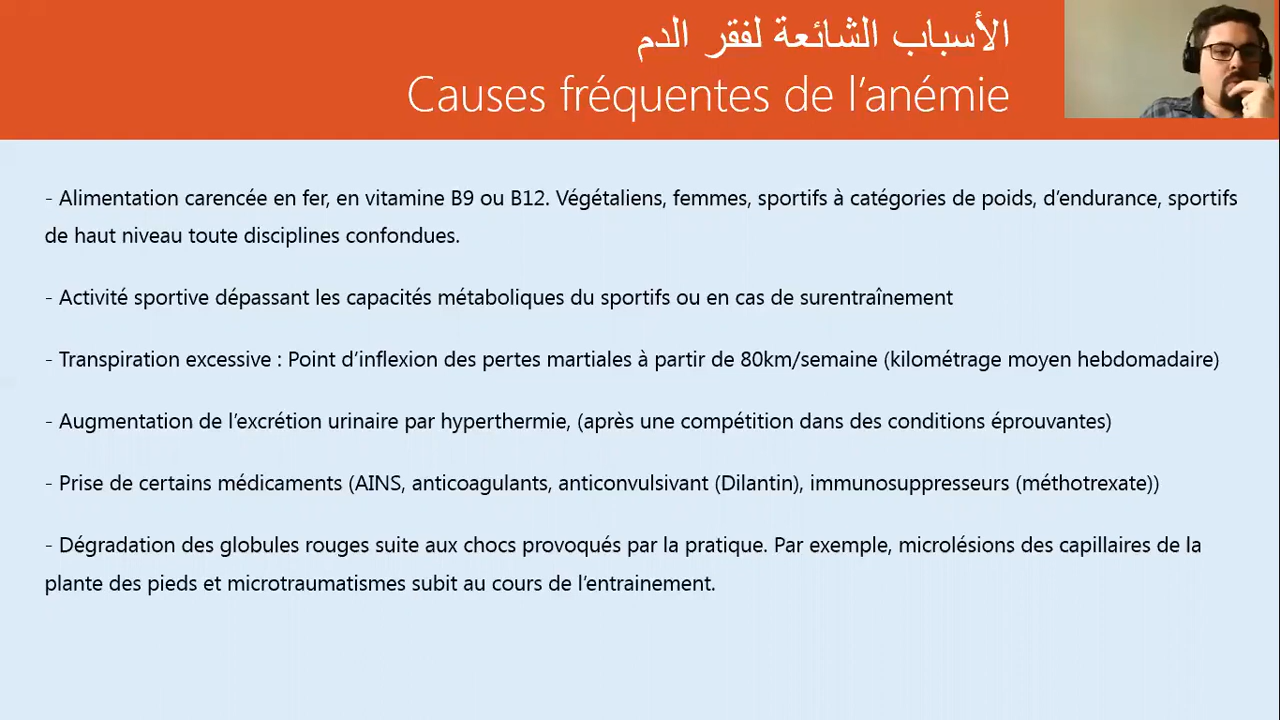 الأسباب الشائعة لفقر الدم
Causes fréquentes de l’anémie
- Alimentation carencée en fer, en vitamine B9 ou B12. Végétaliens, femmes, sportifs à catégories de poids, d’endurance, sportifs
de haut niveau toute disciplines confondues.
- Activité sportive dépassant les capacités métaboliques du sportifs ou en cas de surentraînement
- Transpiration excessive : Point d’inflexion des pertes martiales à partir de 80km/semaine (kilométrage moyen hebdomadaire)
- Augmentation de l’excrétion urinaire par hyperthermie, (après une compétition dans des conditions éprouvantes)
- Prise de certains médicaments (AINS, anticoagulants, anticonvulsivant (Dilantin), immunosuppresseurs (méthotrexate))
- Dégradation des globules rouges suite aux chocs provoqués par la pratique. Par exemple, microlésions des capillaires de la
plante des pieds et microtraumatismes subit au cours de l’entrainement.